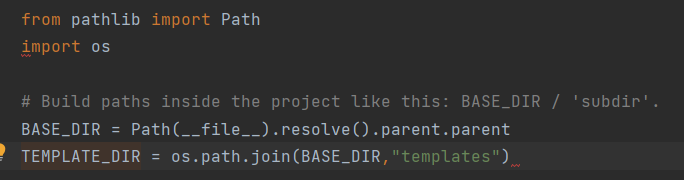 from pathlib import Path
import os
# Build paths inside the project like this: BASE_DIR / 'subdir'.
BASE_DIR = Path(__file__).resolve().parent.parent
TEMPLATE_DIR = os.path.join(BASE_DIR,"templates")